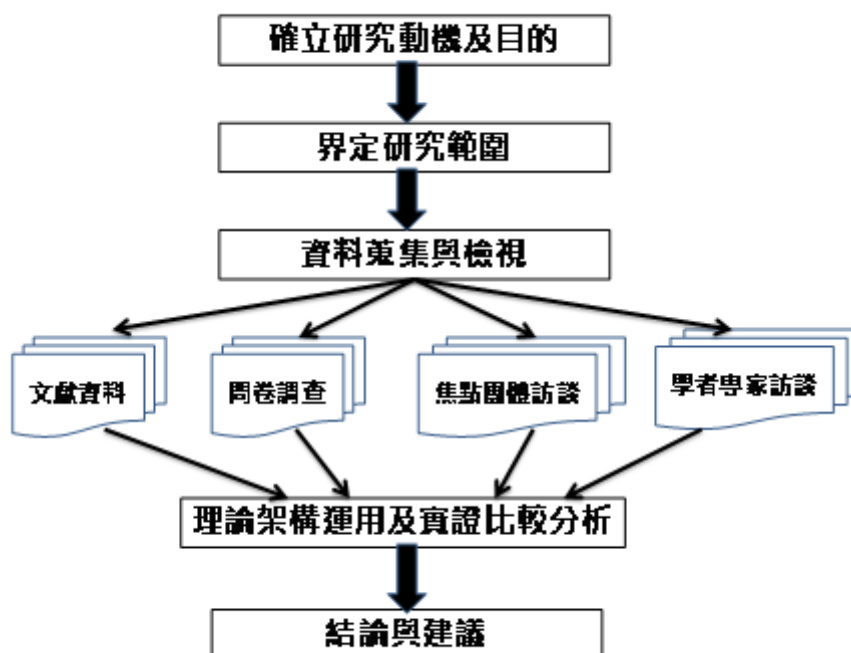 確立研究動機及目的
界定研究範圍
資料蒐集與檢視
文獻資料
問卷調查
焦點團體訪談
學者專家訪談
理論架構運用及實證比較分析
結論與建議